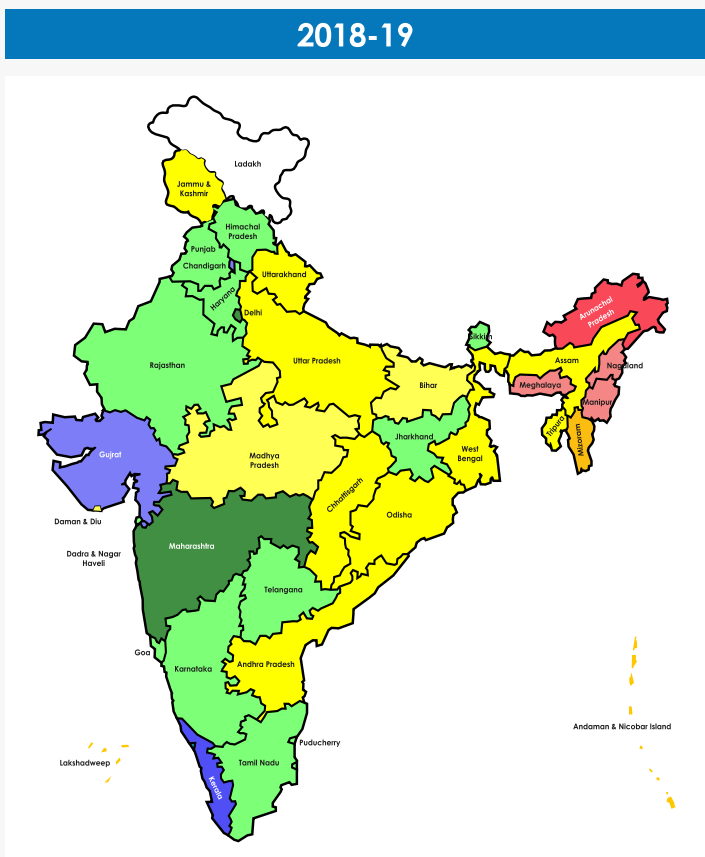 2018-19
Ladakh
Jammu &
Kashmir
Himachal
Pradesh
Punjab
Chandigarh
Uttarakhand
Haryana
Delhi
Arunachal
Pradesh
Sikkim
Rajasthan
Uttar Pradesh
Assam
Nagaland
Bihar
Meghalaya
Manipur
Jharkhand
Tripura
Mizoram
Gujrat
Madhya
Pradesh
West
Bengal
Chhattisgarh
Odisha
Daman & Diu
Maharashtra
Dadra & Nagar
Haveli
Telangana
Goa
Karnataka
Andhra Pradesh
Andaman & Nicobar Island
Puducherry
Lakshadweep
Tamil Nadu
Kerala